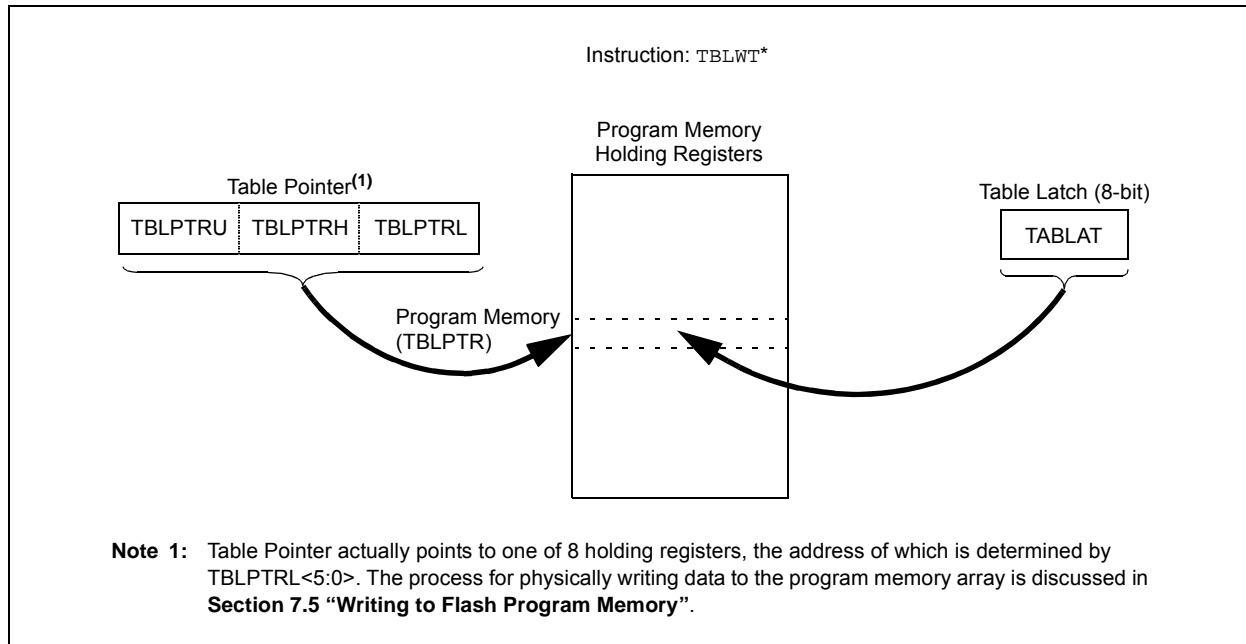 Instruction: TBLWT*
Program Memory
Holding Registers
Table Pointer(1)
Table Latch (8-bit)
TBLPTRU TBLPTRH TBLPTRL
TABLAT
Program Memory
(TBLPTR)
Note 1: Table Pointer actually points to one of 8 holding registers, the address of which is determined by
TBLPTRL<5:0>. The process for physically writing data to the program memory array is discussed in
Section 7.5 “Writing to Flash Program Memory”.